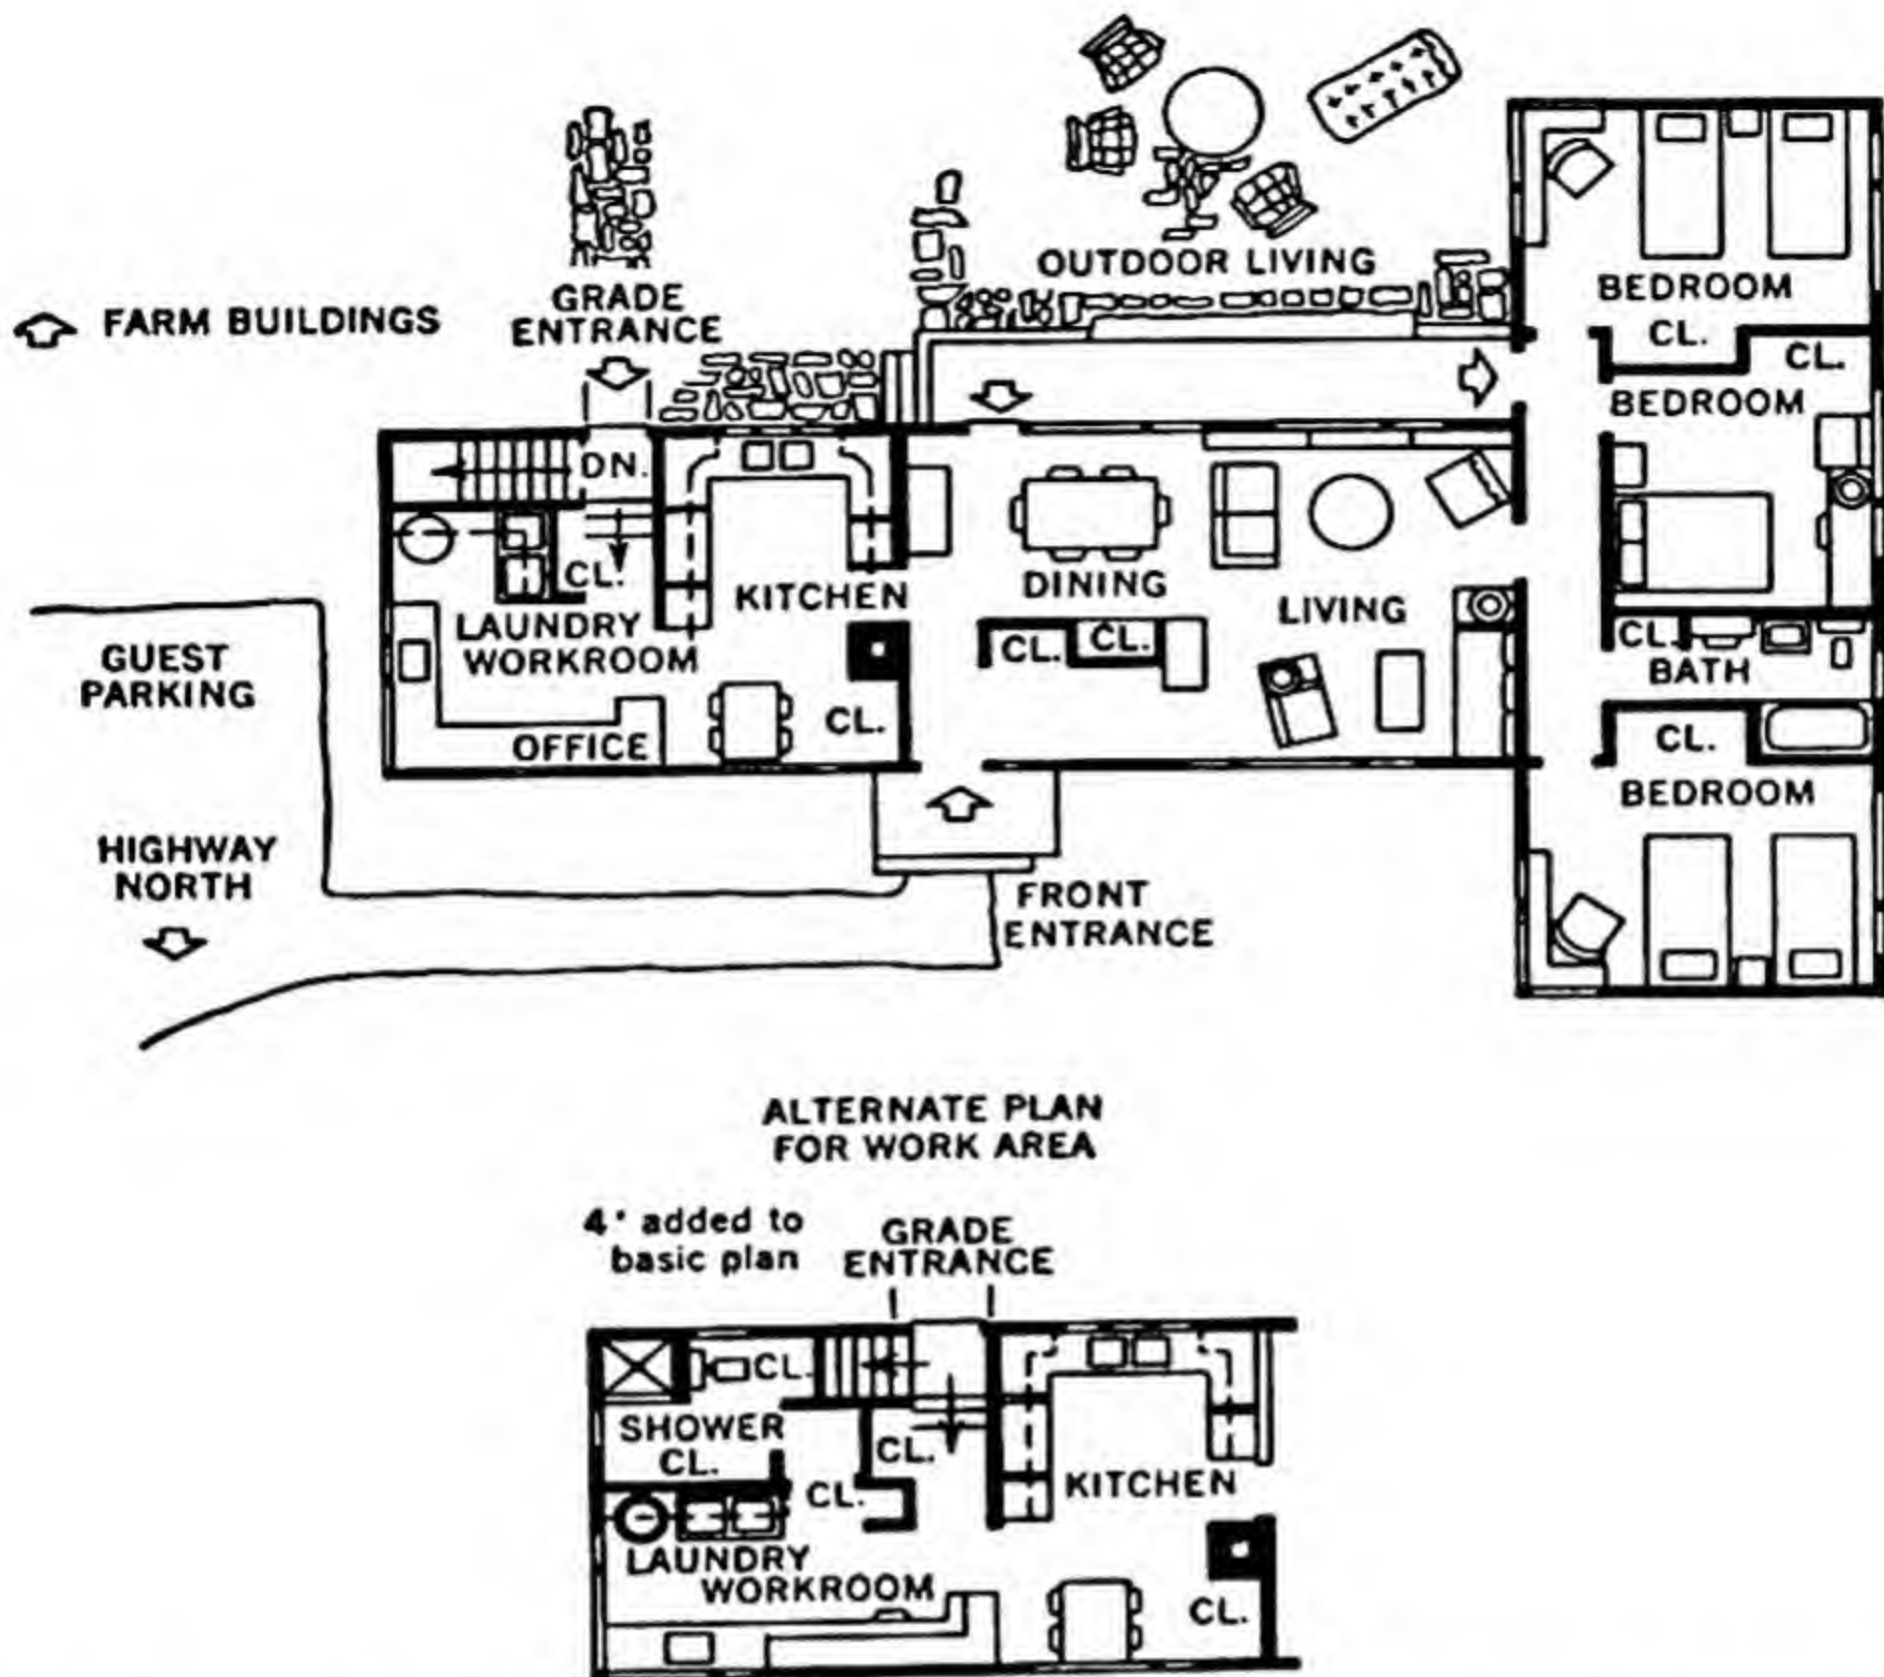 OUTDOOR LIVING
BEDROOM
CL.
CL.
BEDROOM
FARM BUILDINGS
GRADE
ENTRANCE
DN.
CL.
KITCHEN
DINING
LIVING
LAUNDRY
WORKROOM
CL.
CL.
CL.
BATH
GUEST
PARKING
OFFICE
CL.
CL.
BEDROOM
HIGHWAY
NORTH
FRONT
ENTRANCE
ALTERNATE PLAN
FOR WORK AREA
4' added to
basic plan
GRADE
ENTRANCE
CL.
SHOWER
CL.
CL.
CL.
KITCHEN
LAUNDRY
WORKROOM
CL.